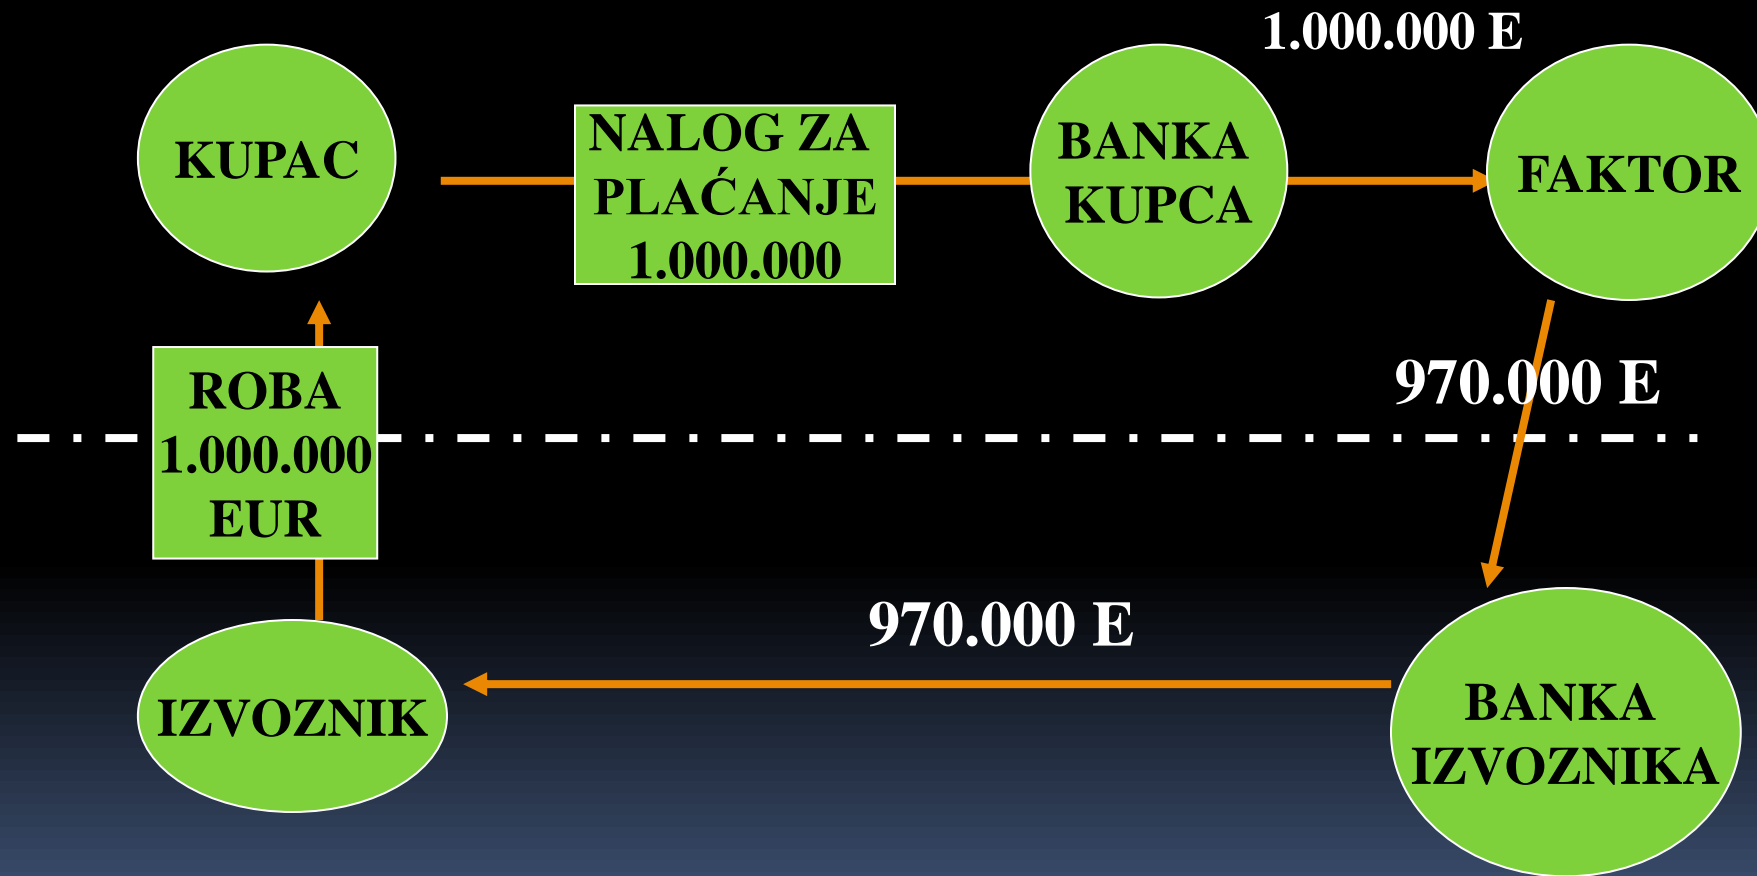 1.000.000 E
KUPAC
NALOG ZA
PLAĆANJE
1.000.000
BANKA
KUPCA
FAKTOR
970.000 E
ROBA
1.000.000
EUR
970.000 E
IZVOZNIK
BANKA
IZVOZNIKA